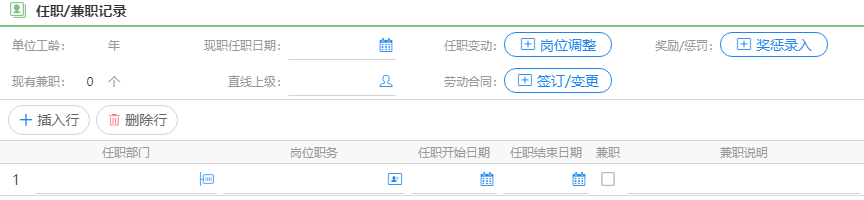 任职/兼职记录
单位工龄： 年 现职任职日期： 任职变动： 岗位调整 奖励/惩罚： 奖惩录入
现有兼职： 0 个 直线上级： 劳动合同： 签订/变更
插入行 删除行
任职部门 岗位职务 任职开始日期 任职结束日期 兼职 兼职说明
1